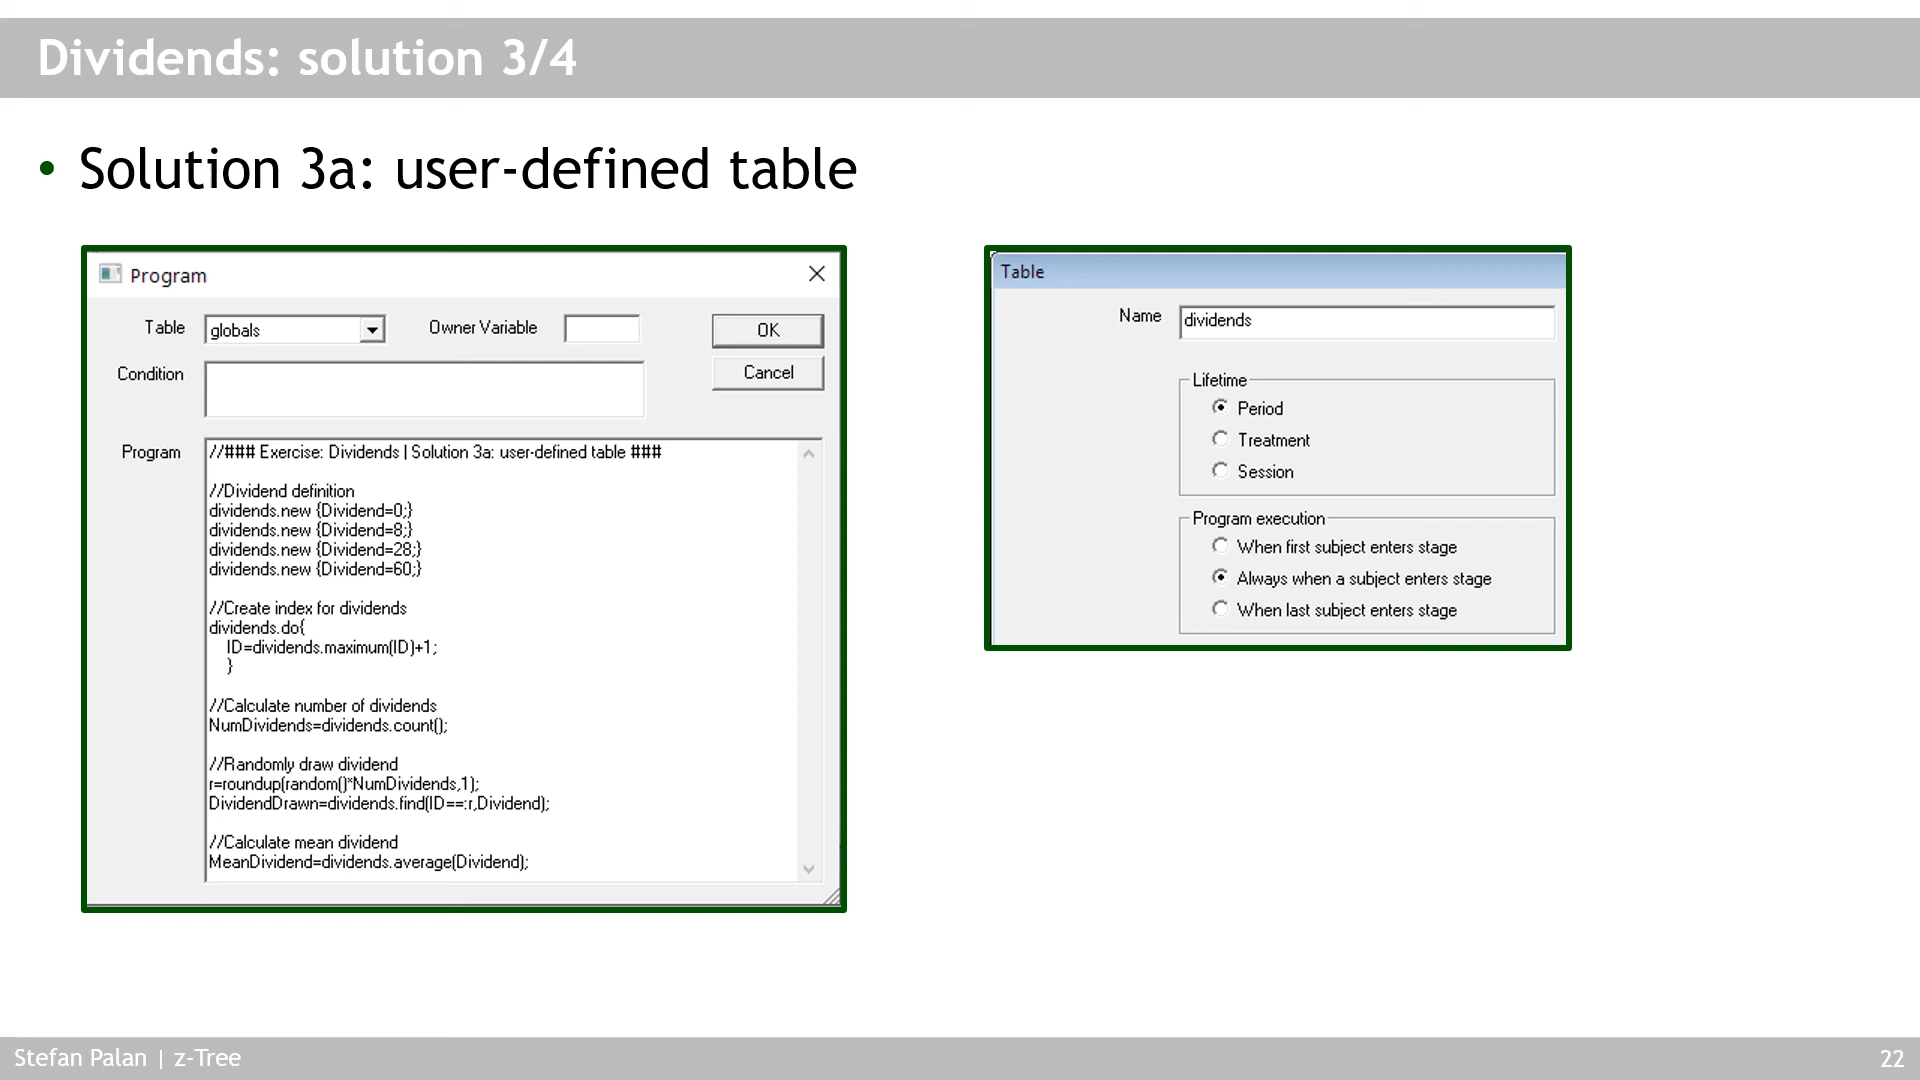 Dividends: solution 3/4
• Solution 3a: user-defined table
Program
Table globals Owner Variable OK
Condition Cancel
Program
//### Exercise: Dividends | Solution 3a: user-defined table ###
//Dividend definition
dividends.new {Dividend=0;}
dividends.new {Dividend=8;}
dividends.new {Dividend=28;}
dividends.new {Dividend=60;}
//Create index for dividends
dividends.do{
ID=dividends.maximum(ID)+1;
}
//Calculate number of dividends
NumDividends=dividends.count();
//Randomly draw dividend
r=roundup(random()*NumDividends,1);
DividendDrawn=dividends.find(ID==:r,Dividend);
//Calculate mean dividend
MeanDividend=dividends.average(Dividend);
Table
Name dividends
Lifetime
Period
Treatment
Session
Program execution
When first subject enters stage
Always when a subject enters stage
When last subject enters stage
Stefan Palan | z-Tree
22